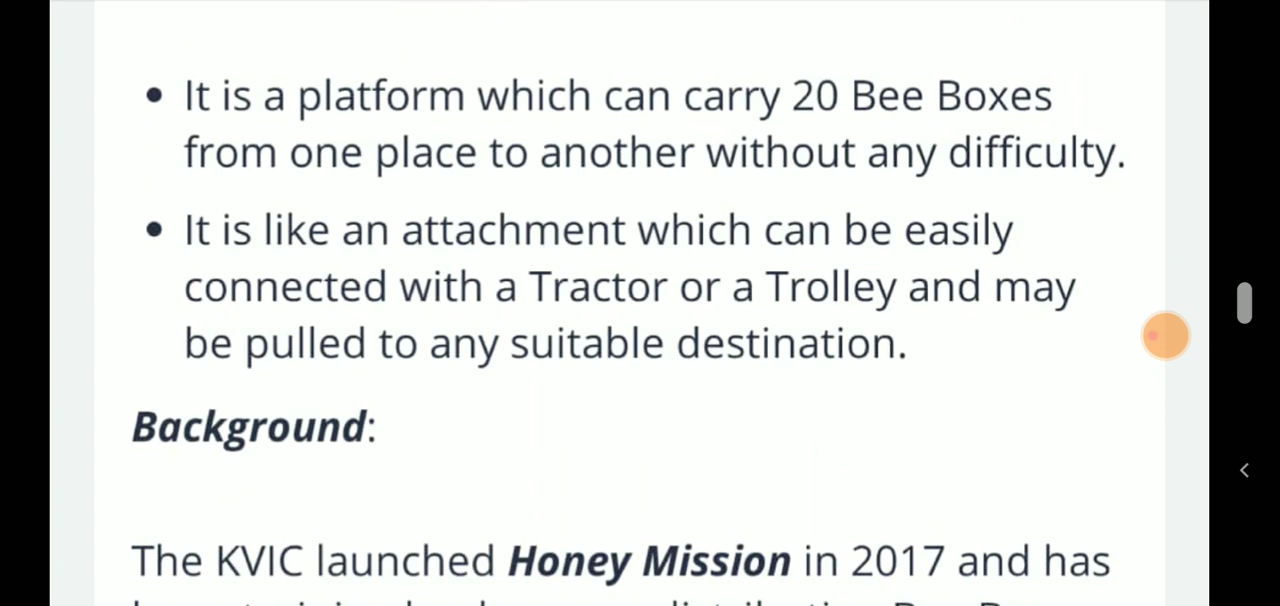 • It is a platform which can carry 20 Bee Boxes
from one place to another without any difficulty.
• It is like an attachment which can be easily
connected with a Tractor or a Trolley and may
be pulled to any suitable destination.
Background:
The KVIC launched Honey Mission in 2017 and has